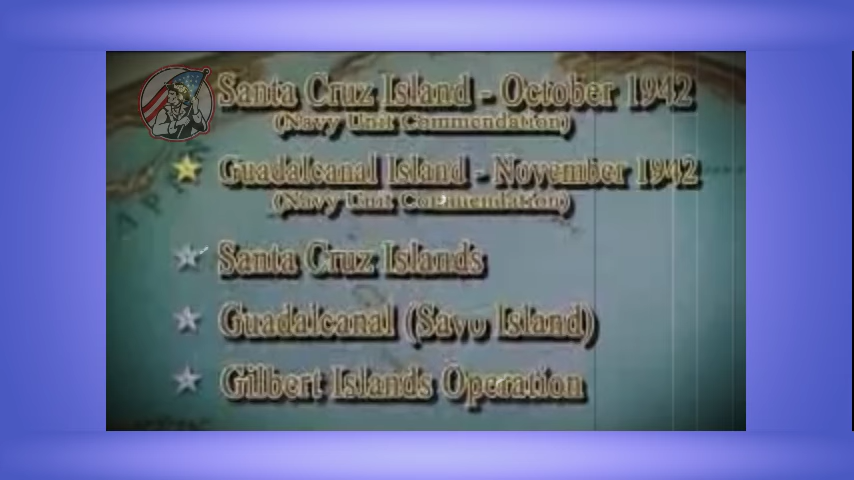 Santa Cruz Island - October 1942
(Navy Unit Commendation)
Guadalcanal Island - November 1942
(Navy Unit Commendation)
Santa Cruz Islands
Guadalcanal (Savo Island)
Gilbert Islands Operation